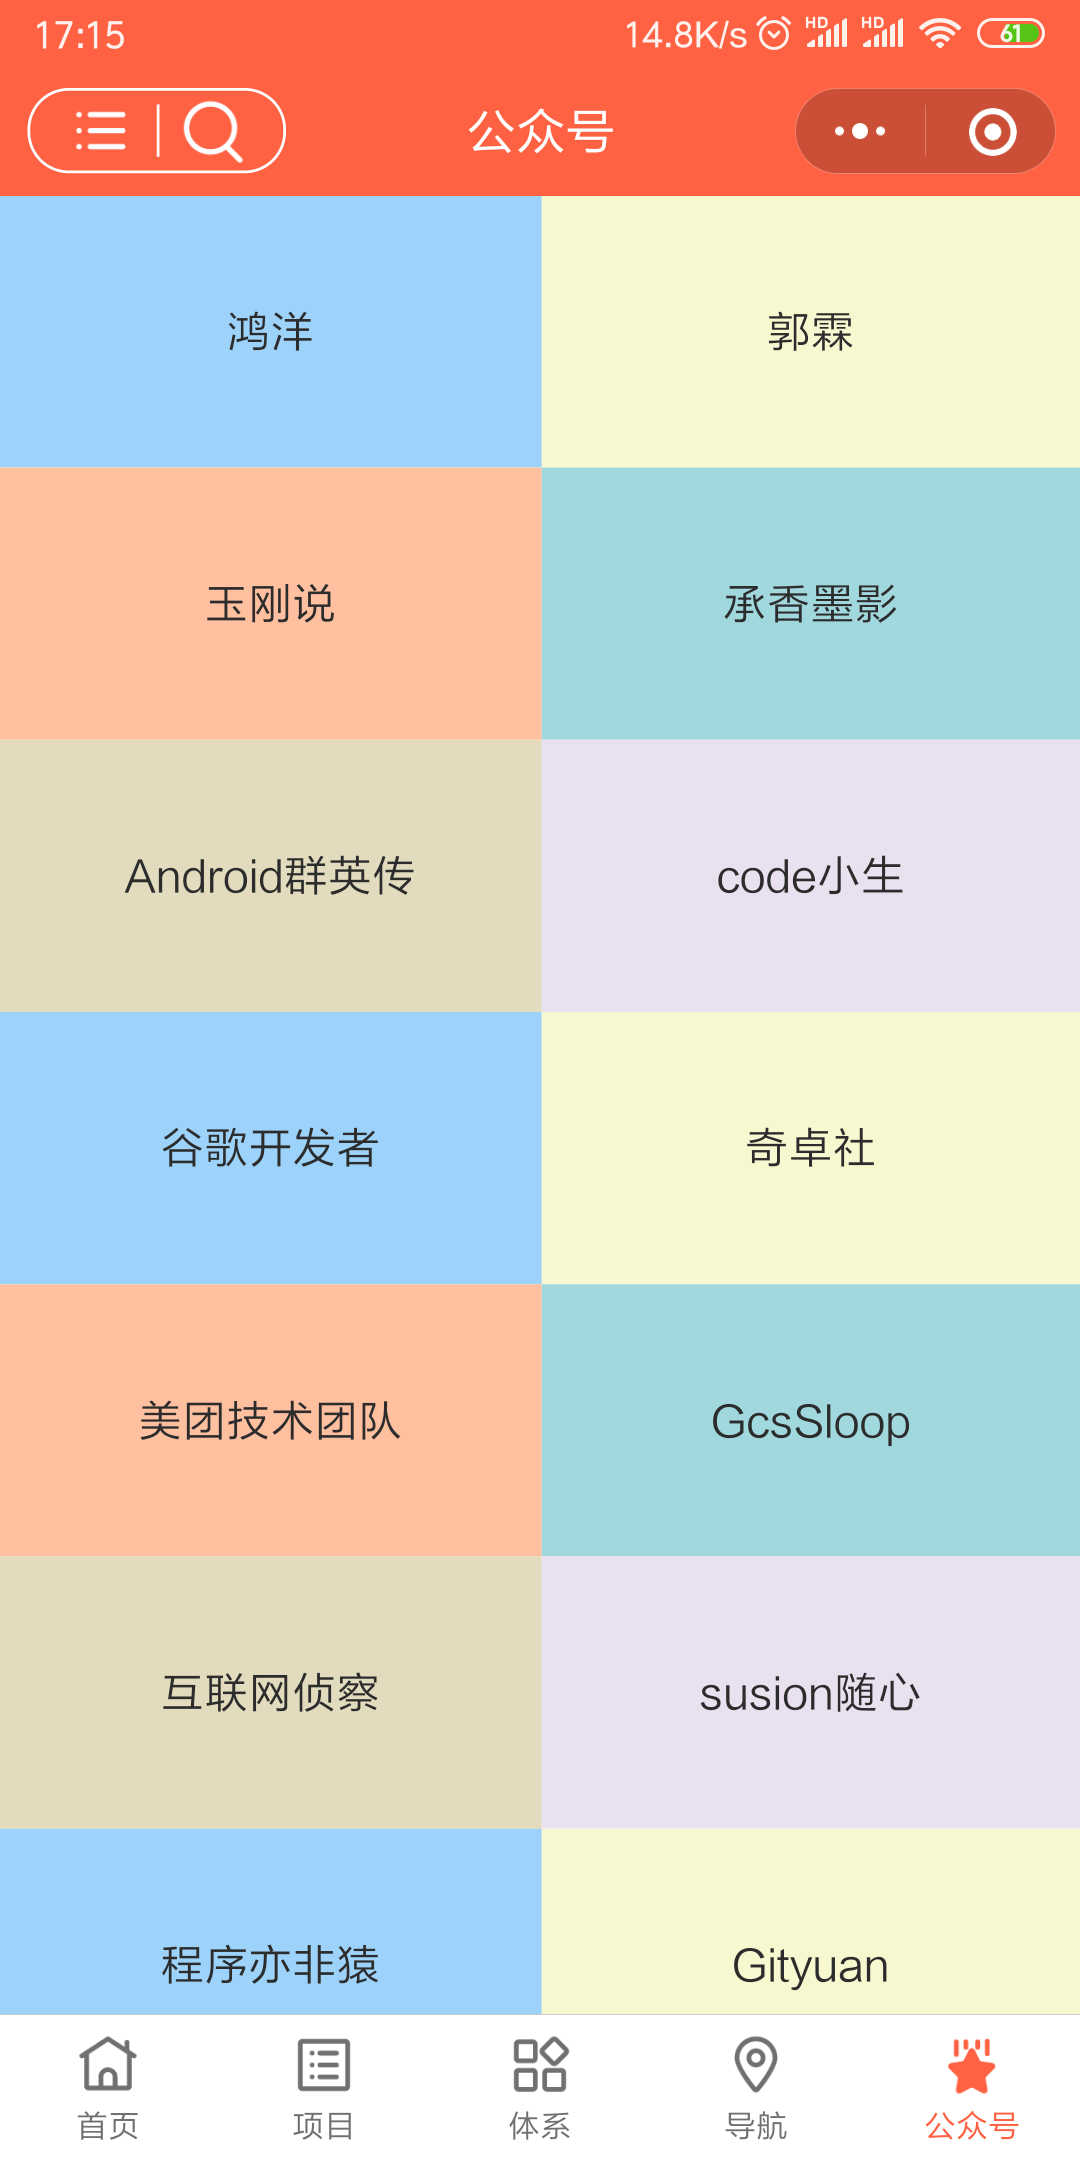 17:15 14.8K/s HD HD 61
公众号
鸿洋 郭霖
玉刚说 承香墨影
Android群英传 code小生
谷歌开发者 奇卓社
美团技术团队 GcsSloop
互联网侦察 susion随心
程序亦非猿 Gityuan
首页 项目 体系 导航 公众号